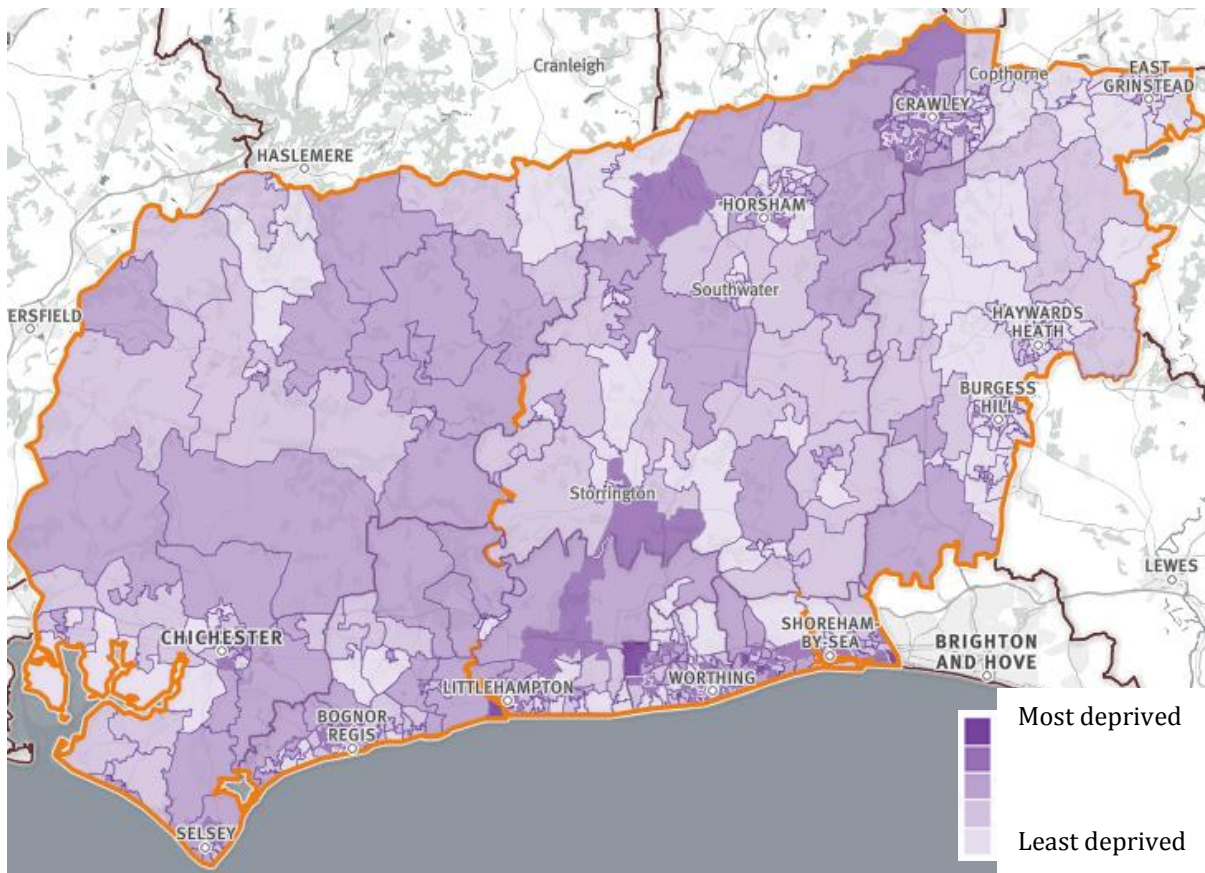 Cranleigh
Copthorne
EAST
GRINSTEAD
CRAWLEY
HASLEMERE
HORSHAM
Southwater
ERSFIELD
HAYWARDS
HEATH
BURGESS
HILL
Storrington
LEWES
CHICHESTER
SHOREHAM-
BY-SEA
BRIGHTON
AND HOVE
LITTLEHAMPTON
WORTHING
BOGNOR
REGIS
SELSEY
Most deprived
Least deprived